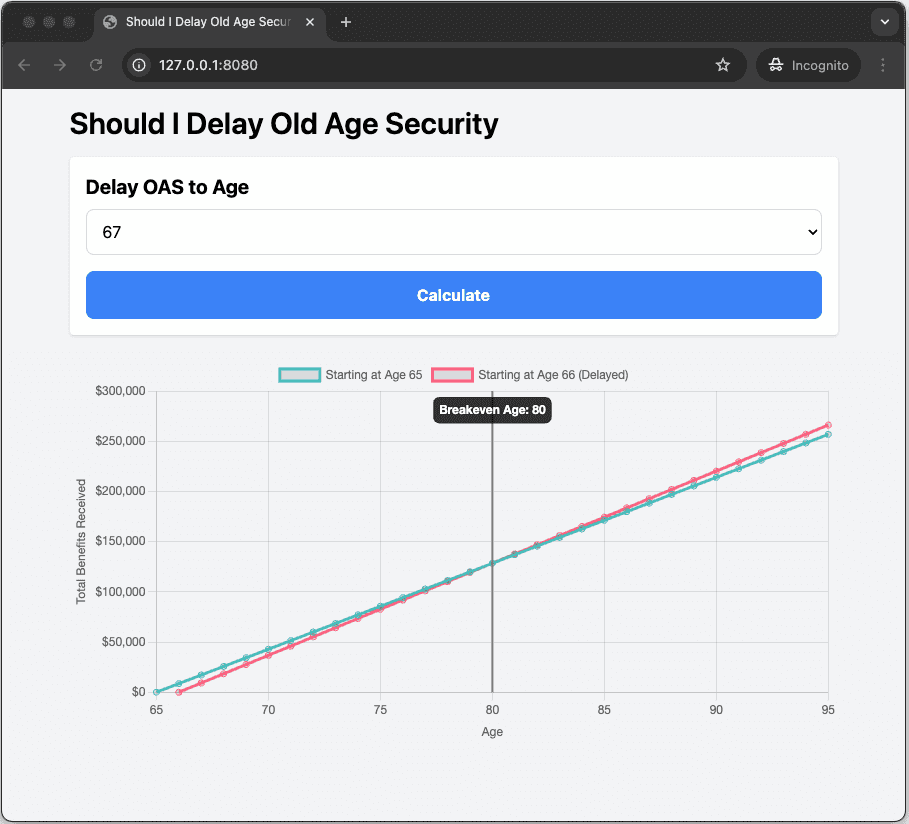 Should I Delay Old Age Secur
127.0.0.1:8080
Incognito
Should I Delay Old Age Security
Delay OAS to Age
67
Calculate
Starting at Age 65
Starting at Age 66 (Delayed)
Breakeven Age: 80
$300,000
$250,000
$200,000
$150,000
$100,000
$50,000
$0
Total Benefits Received
65 70 75 80 85 90 95
Age